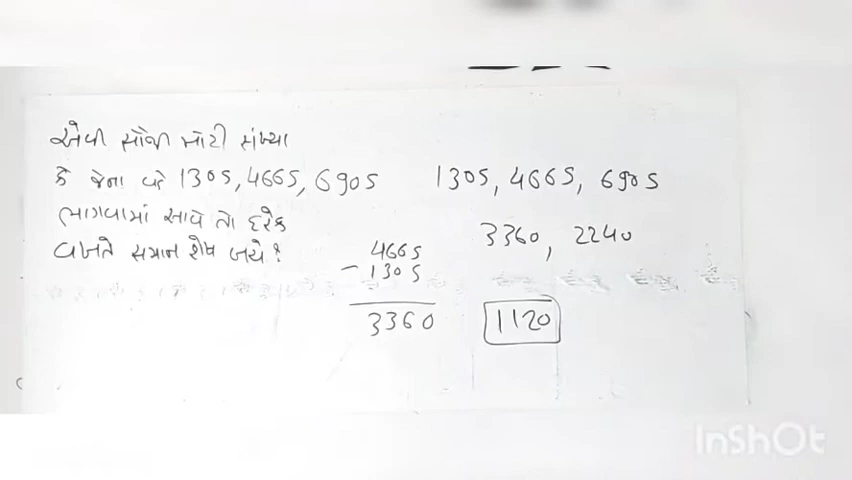 એવી સૌથી મોટી સંખ્યા
કે જેના વડે 1305, 4665, 6905
ભાગવામાં આવે તો દરેક
વખતે સમાન શેષ બચે?
4665
- 1305
3360
1305, 4665, 6905
3360, 2240
1120
InShOt